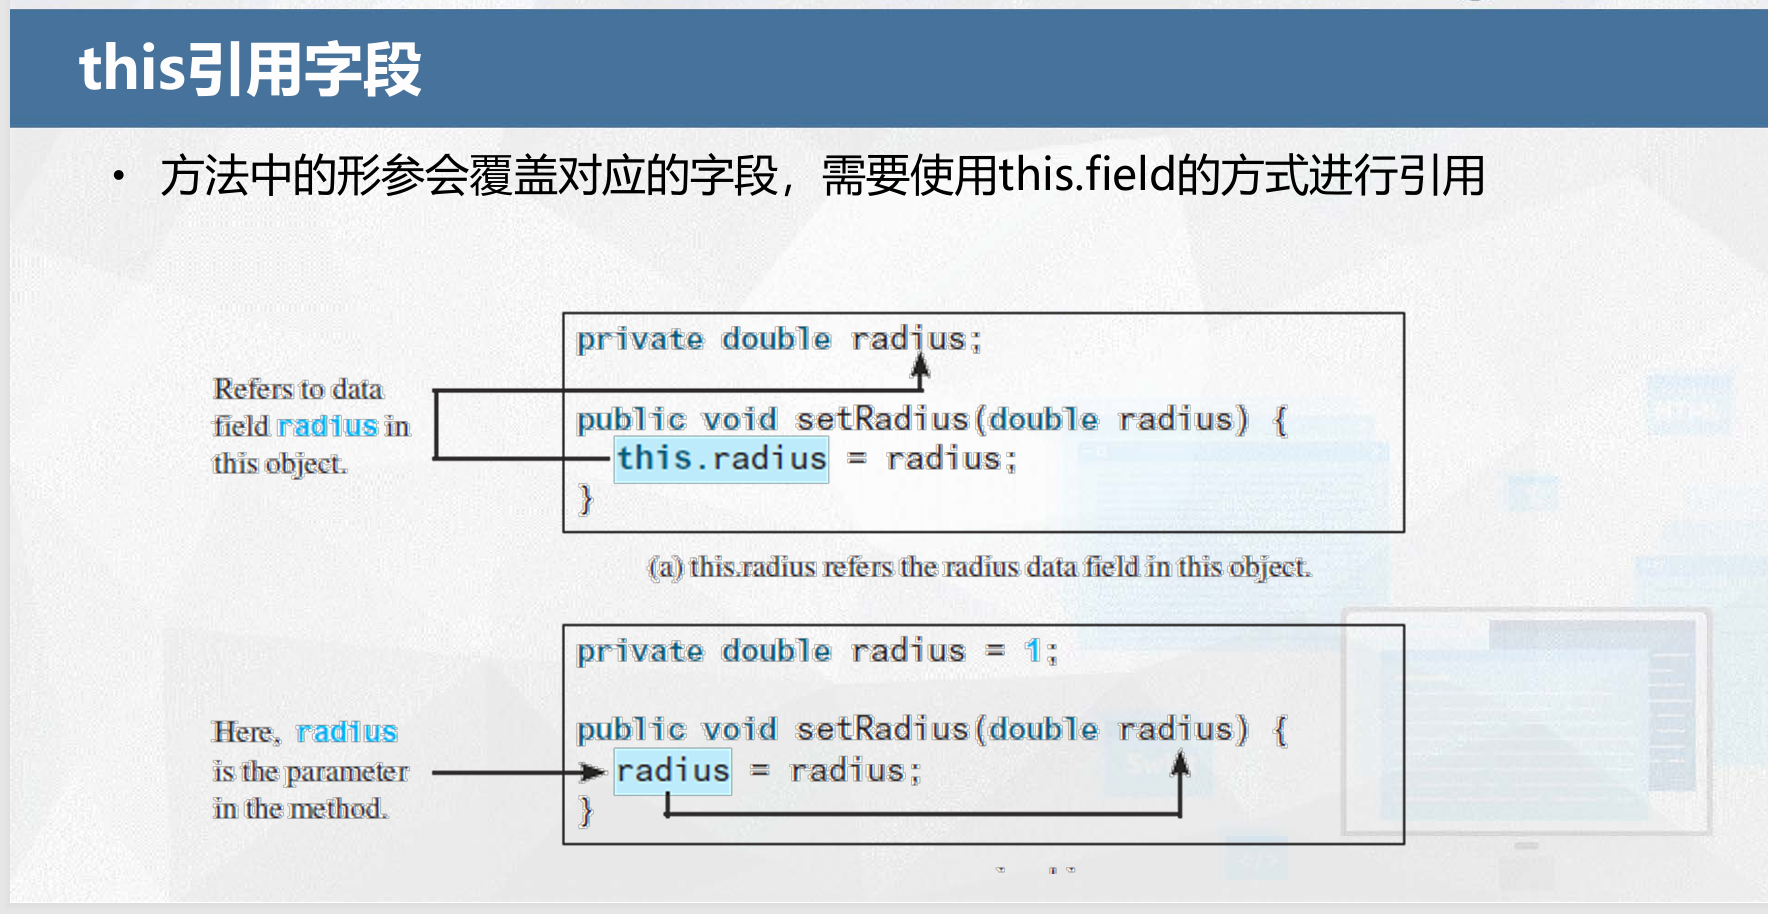 this引用字段
• 方法中的形参会覆盖对应的字段，需要使用this.field的方式进行引用
Refers to data
field radius in
this object.
private double radius;
public void setRadius(double radius) {
this.radius = radius;
}
(a) this.radius refers the radius data field in this object.
Here, radius
is the parameter
in the method.
private double radius = 1;
public void setRadius(double radius) {
radius = radius;
}